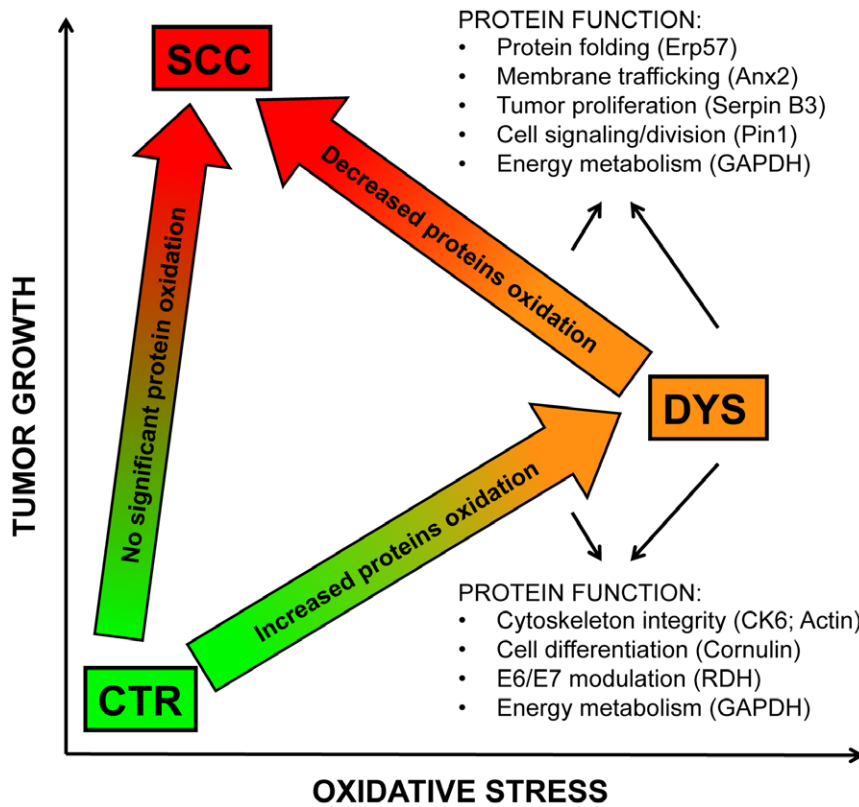 PROTEIN FUNCTION:
• Protein folding (Erp57)
• Membrane trafficking (Anx2)
• Tumor proliferation (Serpin B3)
• Cell signaling/division (Pin1)
• Energy metabolism (GAPDH)
SCC
Decreased proteins oxidation
No significant protein oxidation
TUMOR GROWTH
DYS
Increased proteins oxidation
CTR
PROTEIN FUNCTION:
• Cytoskeleton integrity (CK6; Actin)
• Cell differentiation (Cornulin)
• E6/E7 modulation (RDH)
• Energy metabolism (GAPDH)
OXIDATIVE STRESS